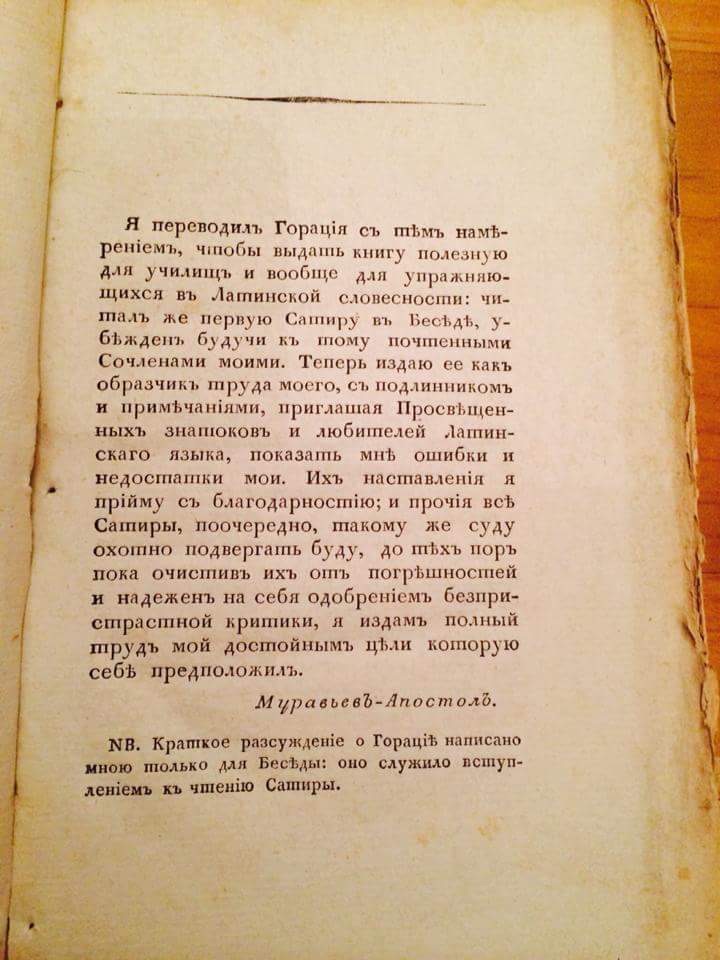 Я переводилъ Горація съ тѣмъ намѣ-
реніемъ, чтобы выдать книгу полезную
для училищъ и вообще для упражняю-
щихся въ Латинской словесности: чи-
талъ же первую Сатиру въ Бесѣдѣ, у-
бѣжденъ будучи къ тому почтенными
Сочленами моими. Теперь издаю ее какъ
образчикъ труда моего, съ подлинникомъ
и примѣчаніями, приглашая Просвѣщен-
ныхъ знатоковъ и любителей Латин-
скаго языка, показать мнѣ ошибки и
недостатки мои. Ихъ наставленія я
прійму съ благодарностію; и прочія всѣ
Сатиры, поочередно, такому же суду
охотно подвергать буду, до тѣхъ поръ
пока очистивъ ихъ отъ погрѣшностей
и надеженъ на себя одобреніемъ безпри-
страстной критики, я издамъ полный
трудъ мой достойнымъ цѣли которую
себѣ предположилъ.
Муравьевъ-Апостолъ.
NB. Краткое разсужденіе о Гораціѣ написано
мною только для Бесѣды: оно служило вступ-
леніемъ къ чтенію Сатиры.